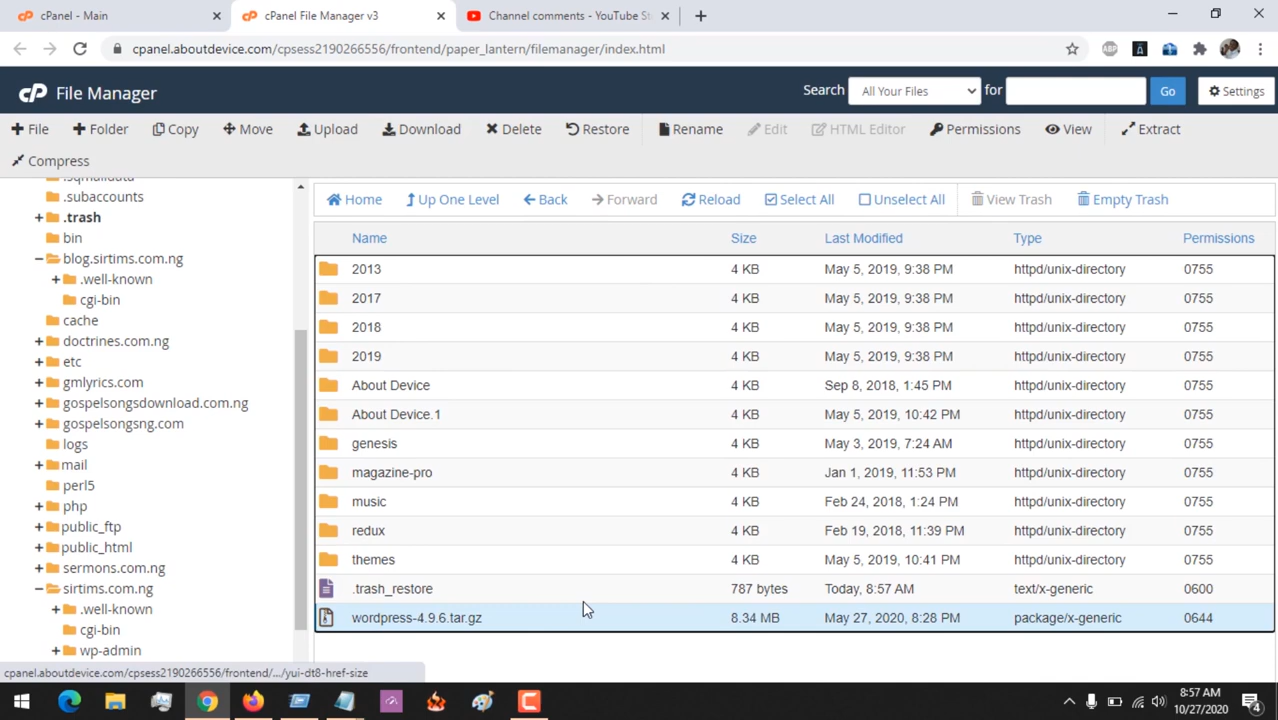 cPanel - Main
cPanel File Manager v3
Channel comments - YouTube St
cpanel.aboutdevice.com/cpsess2190266556/frontend/paper_lantern/filemanager/index.html
ABP
cP File Manager
Search All Your Files for Go Settings
File Folder Copy Move Upload Download Delete Restore Rename Edit HTML Editor Permissions View Extract
Compress
.sqmaildata
.subaccounts
.trash
bin
blog.sirtims.com.ng
.well-known
cgi-bin
cache
doctrines.com.ng
etc
gmlyrics.com
gospelsongsdownload.com.ng
gospelsongsng.com
logs
mail
perl5
php
public_ftp
public_html
sermons.com.ng
sirtims.com.ng
.well-known
cgi-bin
wp-admin
Home Up One Level Back Forward Reload Select All Unselect All View Trash Empty Trash
Name Size Last Modified Type Permissions
2013 4 KB May 5, 2019, 9:38 PM httpd/unix-directory 0755
2017 4 KB May 5, 2019, 9:38 PM httpd/unix-directory 0755
2018 4 KB May 5, 2019, 9:38 PM httpd/unix-directory 0755
2019 4 KB May 5, 2019, 9:38 PM httpd/unix-directory 0755
About Device 4 KB Sep 8, 2018, 1:45 PM httpd/unix-directory 0755
About Device.1 4 KB May 5, 2019, 10:42 PM httpd/unix-directory 0755
genesis 4 KB May 3, 2019, 7:24 AM httpd/unix-directory 0755
magazine-pro 4 KB Jan 1, 2019, 11:53 PM httpd/unix-directory 0755
music 4 KB Feb 24, 2018, 1:24 PM httpd/unix-directory 0755
redux 4 KB Feb 19, 2018, 11:39 PM httpd/unix-directory 0755
themes 4 KB May 5, 2019, 10:41 PM httpd/unix-directory 0755
.trash_restore 787 bytes Today, 8:57 AM text/x-generic 0600
wordpress-4.9.6.tar.gz 8.34 MB May 27, 2020, 8:28 PM package/x-generic 0644
cpanel.aboutdevice.com/cpsess2190266556/frontend/.../yui-dt8-href-size
8:57 AM
10/27/2020
4